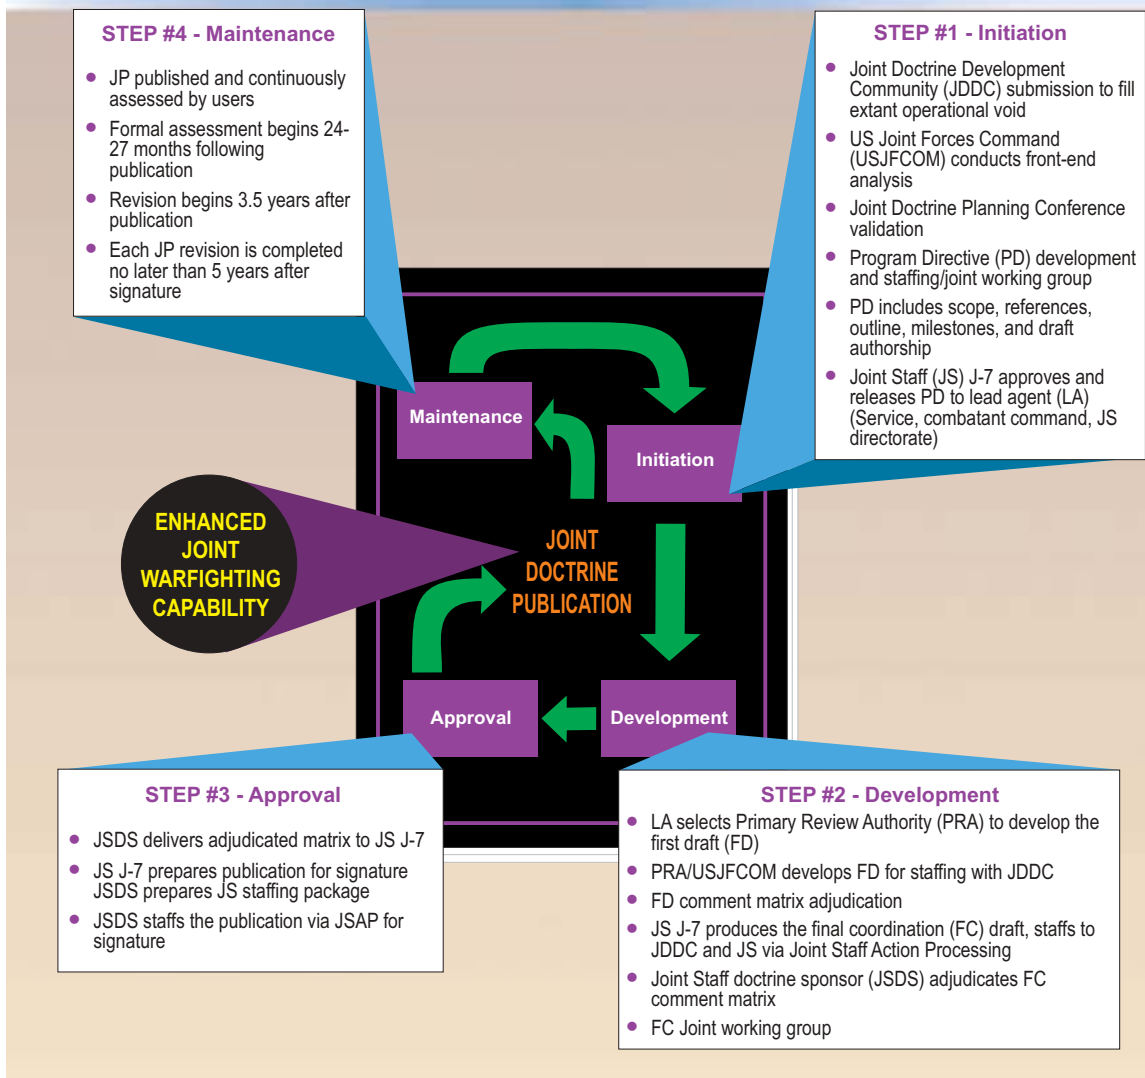 STEP #4 - Maintenance
• JP published and continuously
assessed by users
• Formal assessment begins 24-
27 months following
publication
• Revision begins 3.5 years after
publication
• Each JP revision is completed
no later than 5 years after
signature
STEP #1 - Initiation
• Joint Doctrine Development
Community (JDDC) submission to fill
extant operational void
• US Joint Forces Command
(USJFCOM) conducts front-end
analysis
• Joint Doctrine Planning Conference
validation
• Program Directive (PD) development
and staffing/joint working group
• PD includes scope, references,
outline, milestones, and draft
authorship
• Joint Staff (JS) J-7 approves and
releases PD to lead agent (LA)
(Service, combatant command, JS
directorate)
Maintenance
Initiation
ENHANCED
JOINT
WARFIGHTING
CAPABILITY
JOINT
DOCTRINE
PUBLICATION
Approval
Development
STEP #3 - Approval
• JSDS delivers adjudicated matrix to JS J-7
• JS J-7 prepares publication for signature
JSDS prepares JS staffing package
• JSDS staffs the publication via JSAP for
signature
STEP #2 - Development
• LA selects Primary Review Authority (PRA) to develop the
first draft (FD)
• PRA/USJFCOM develops FD for staffing with JDDC
• FD comment matrix adjudication
• JS J-7 produces the final coordination (FC) draft, staffs to
JDDC and JS via Joint Staff Action Processing
• Joint Staff doctrine sponsor (JSDS) adjudicates FC
comment matrix
• FC Joint working group